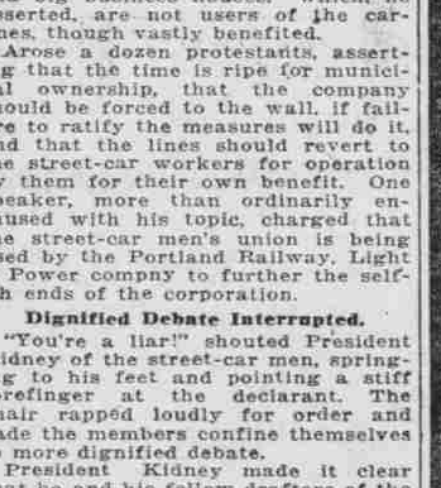 sserted, are not users of the car-
nes, though vastly benefited.
Arose a dozen protestants, assert-
g that the time is ripe for munici-
al ownership, that the company
ould be forced to the wall, if fail-
re to ratify the measures will do it,
nd that the lines should revert to
he street-car workers for operation
y them for their own benefit. One
peaker, more than ordinarily en-
hused with his topic, charged that
he street-car men's union is being
sed by the Portland Railway, Light
Power compny to further the self-
h ends of the corporation.
Dignified Debate Interrupted.
"You're a liar!" shouted President
idney of the street-car men, spring-
g to his feet and pointing a stiff
orefinger at the declarant. The
hair rapped loudly for order and
ade the members confine themselves
o more dignified debate.
President Kidney made it clear